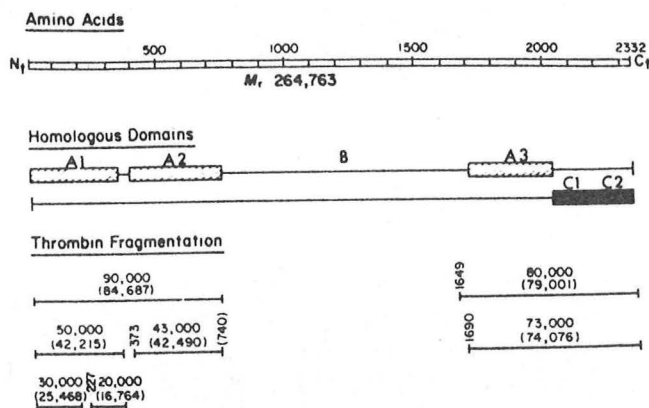 Amino Acids
500 1000 1500 2000 2332
Nt Ct
Mr 264,763
Homologous Domains
A1 A2 B A3
C1 C2
Thrombin Fragmentation
90,000 1649 80,000
(84,687) (79,001)
50,000 373 43,000 (740) 1690 73,000
(42,215) (42,490) (74,076)
30,000 227 20,000
(25,468) (16,764)